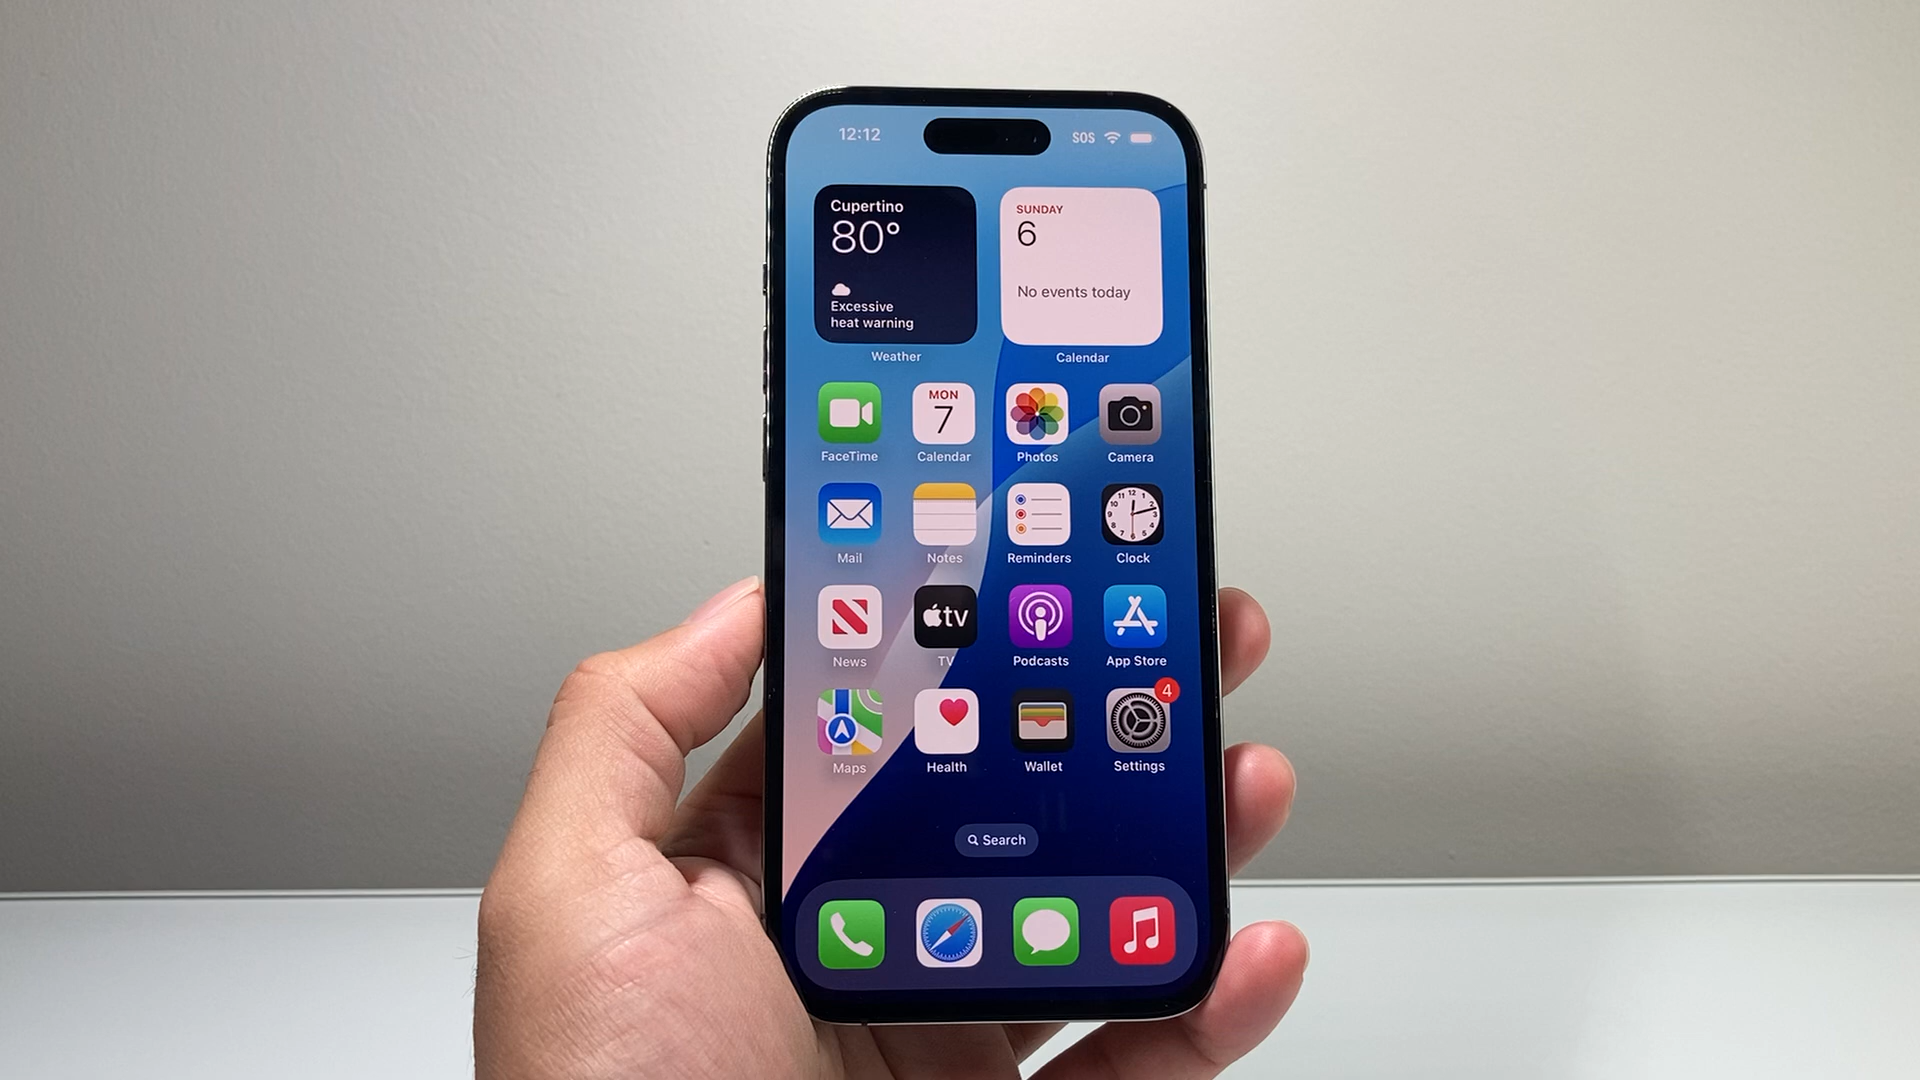 12:12
SOS
Cupertino
80°
Excessive
heat warning
Weather
SUNDAY
6
No events today
Calendar
MON
7
FaceTime
Calendar
Photos
Camera
Mail
Notes
Reminders
Clock
tv
News
TV
Podcasts
App Store
4
Maps
Health
Wallet
Settings
Search